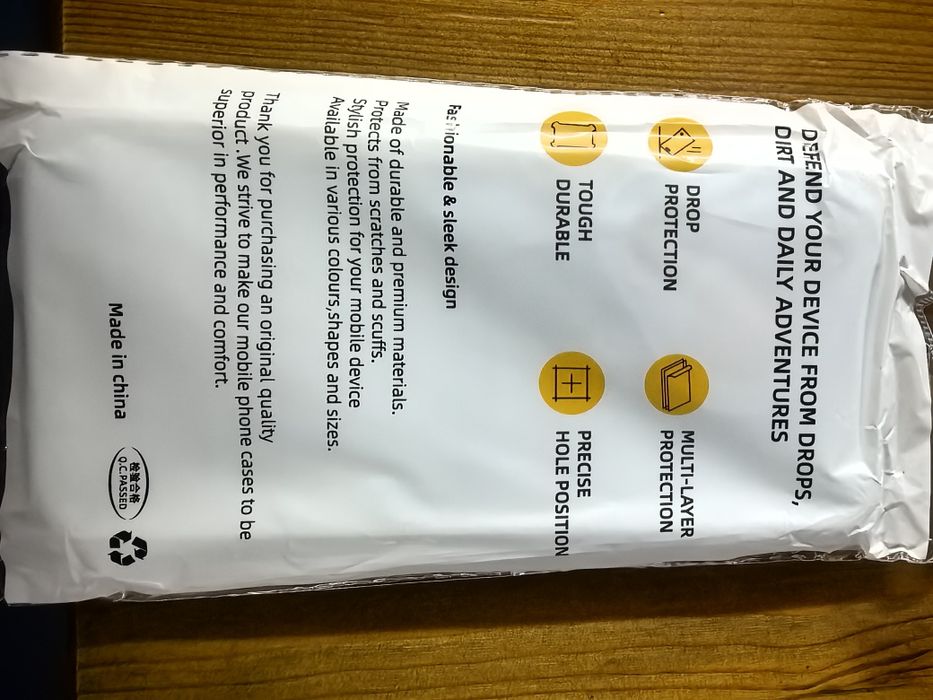 DEFEND YOUR DEVICE FROM DROPS,
DIRT AND DAILY ADVENTURES
DROP
PROTECTION
MULTI-LAYER
PROTECTION
TOUGH
DURABLE
PRECISE
HOLE POSITION
Fashionable & sleek design
Made of durable and premium materials.
Protects from scratches and scuffs.
Stylish protection for your mobile device
Available in various colours,shapes and sizes.
Thank you for purchasing an original quality
product .We strive to make our mobile phone cases to be
superior in performance and comfort.
Made in china
检验合格
Q.C.PASSED